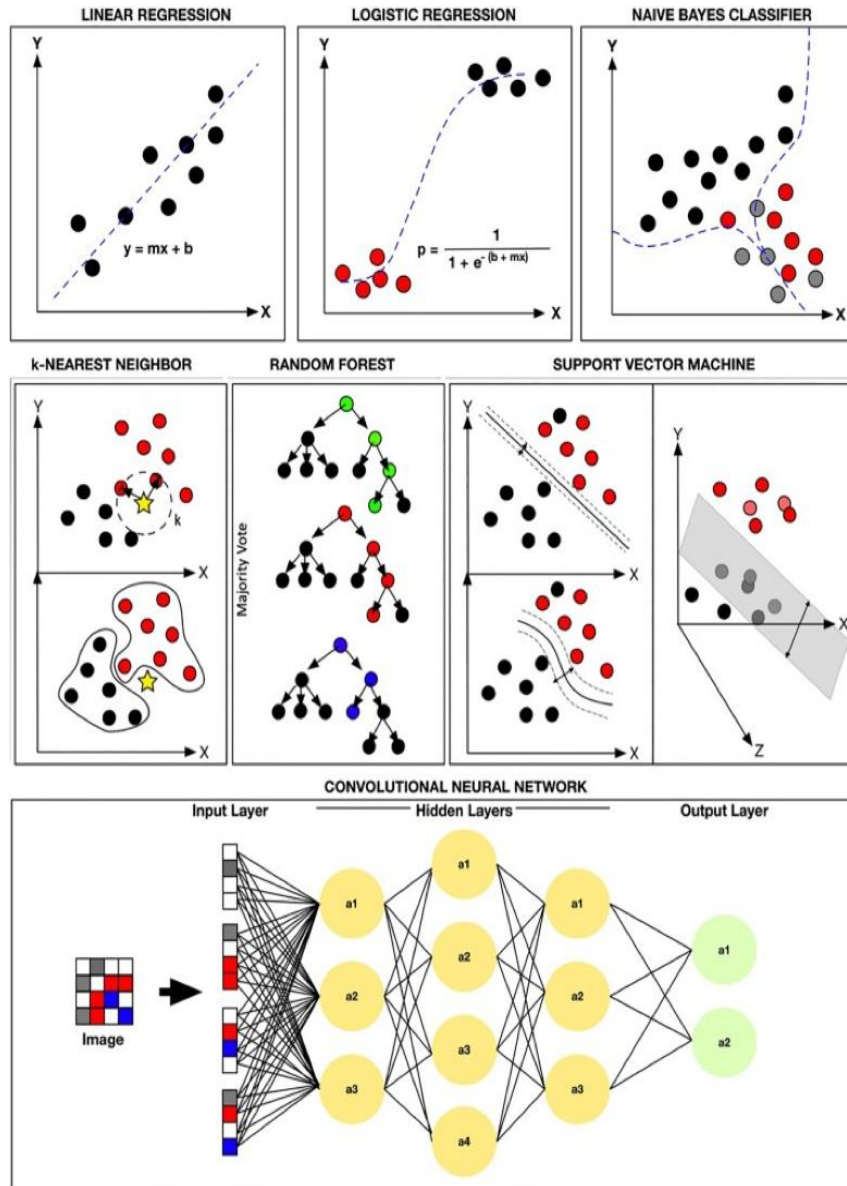 LINEAR REGRESSION
Y
y = mx + b
X
LOGISTIC REGRESSION
Y
p = 1 / 1 + e-(b + mx)
X
NAIVE BAYES CLASSIFIER
Y
X
k-NEAREST NEIGHBOR
Y
k
X
X
RANDOM FOREST
Majority Vote
SUPPORT VECTOR MACHINE
Y
X
X
Y
X
Z
CONVOLUTIONAL NEURAL NETWORK
Input Layer
Hidden Layers
Output Layer
Image
a1
a2
a3
a1
a2
a3
a4
a1
a2
a3
a1
a2